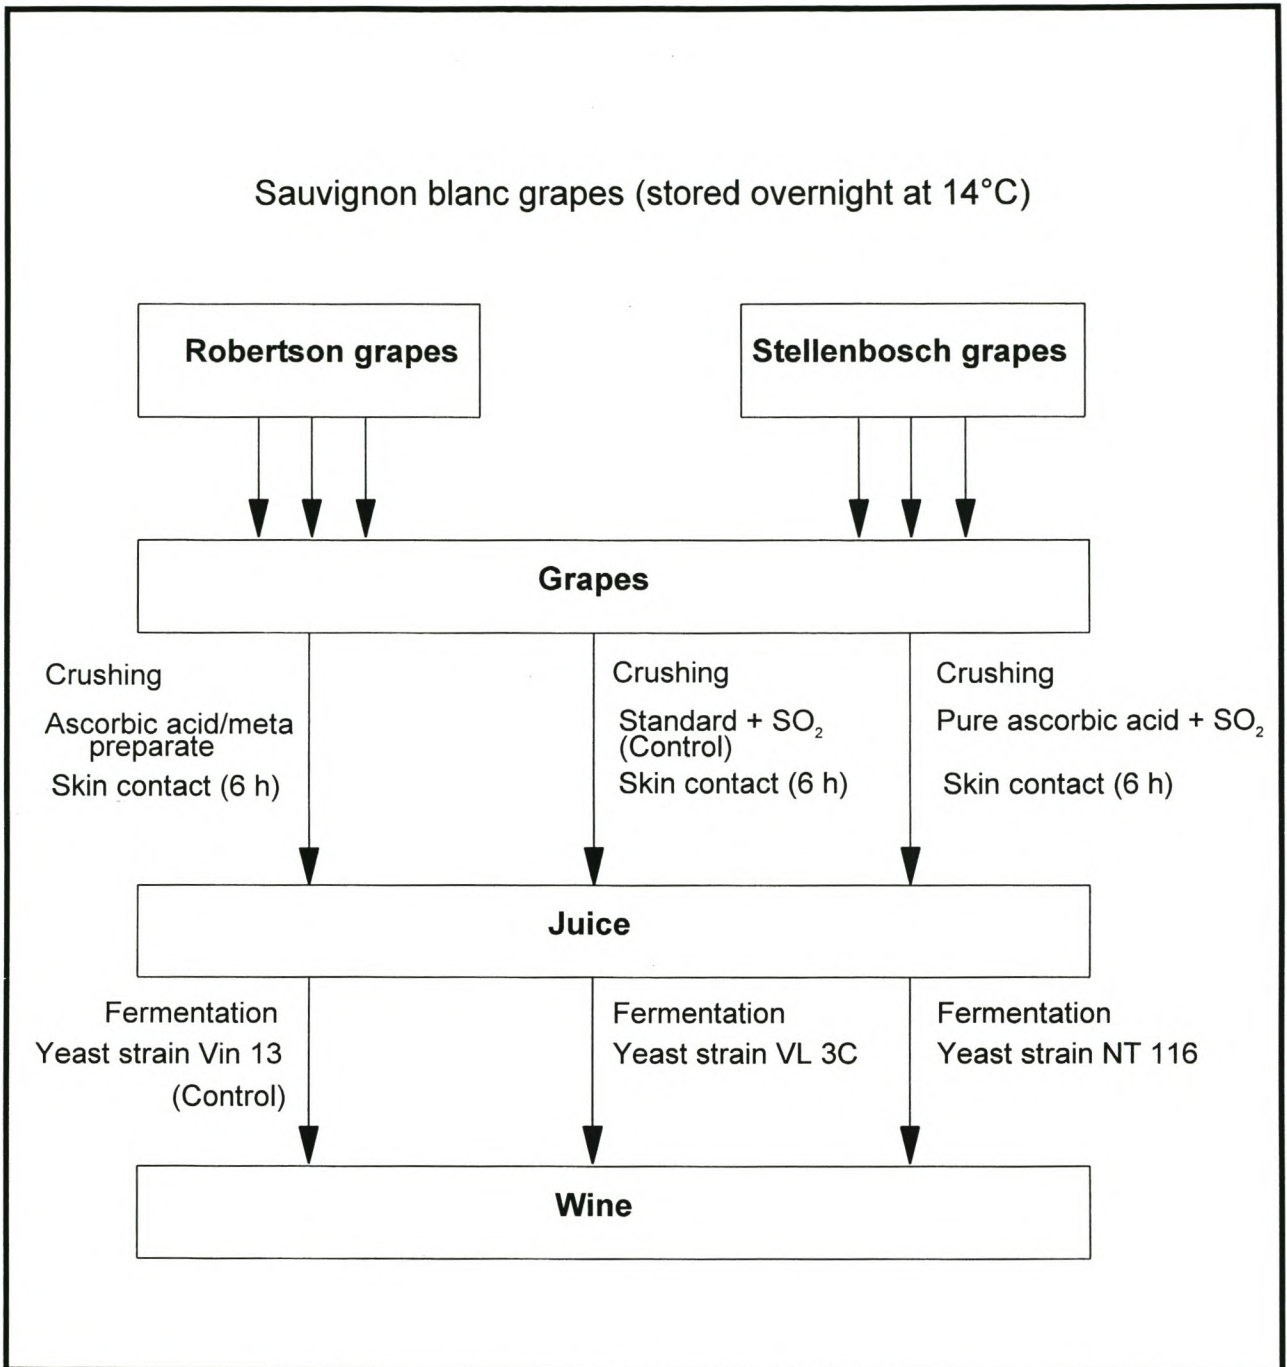 Sauvignon blanc grapes (stored overnight at 14°C)
Robertson grapes
Stellenbosch grapes
Grapes
Crushing
Ascorbic acid/meta
preparate
Skin contact (6 h)
Crushing
Standard + SO₂
(Control)
Skin contact (6 h)
Crushing
Pure ascorbic acid + SO₂
Skin contact (6 h)
Juice
Fermentation
Yeast strain Vin 13
(Control)
Fermentation
Yeast strain VL 3C
Fermentation
Yeast strain NT 116
Wine